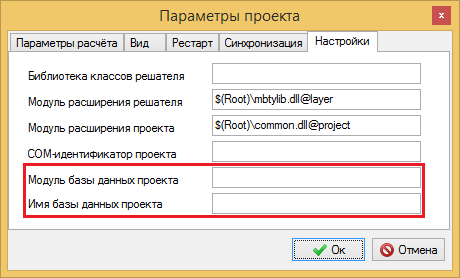 Параметры проекта
x
Параметры расчёта Вид Рестарт Синхронизация Настройки
Библиотека классов решателя
Модуль расширения решателя $(Root)\mbtylib.dll@layer
Модуль расширения проекта $(Root)\common.dll@project
COM-идентификатор проекта
Модуль базы данных проекта
Имя базы данных проекта
Ок Отмена